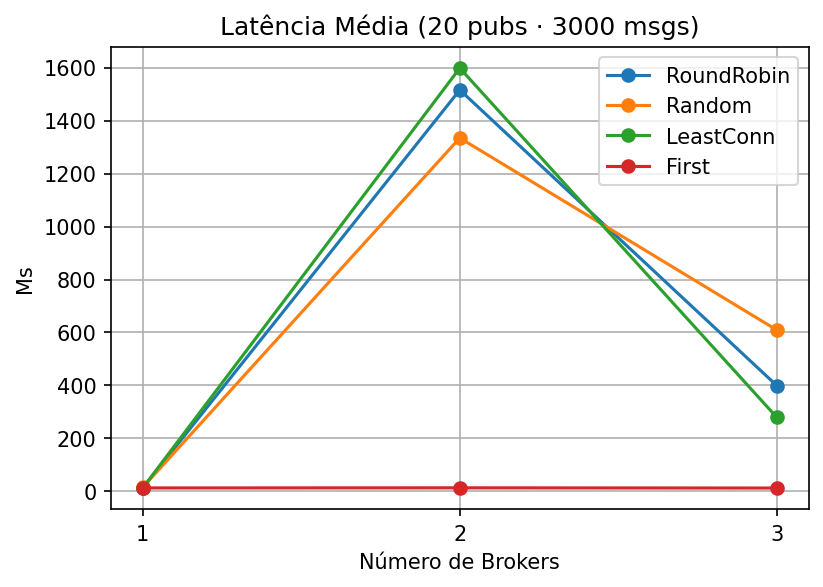 Latência Média (20 pubs · 3000 msgs)
1600
1400
1200
1000
800
600
400
200
0
Ms
RoundRobin
Random
LeastConn
First
1
2
3
Número de Brokers